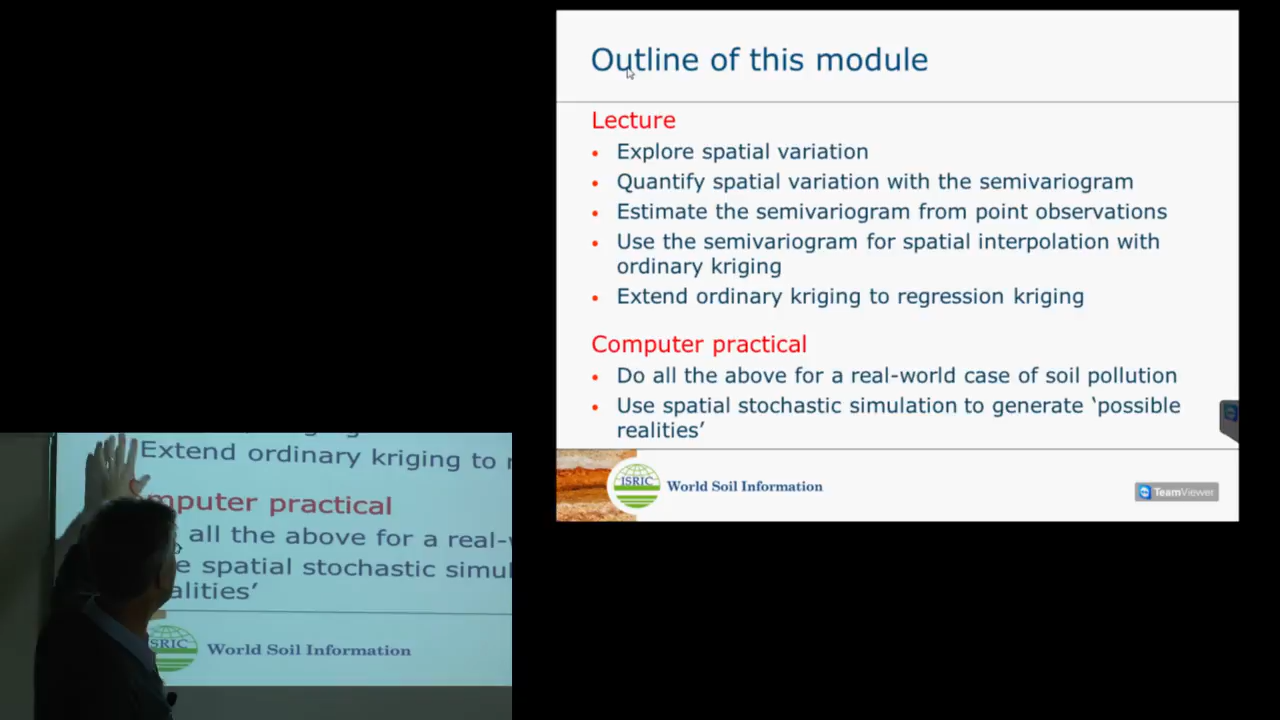 Outline of this module
Lecture
• Explore spatial variation
• Quantify spatial variation with the semivariogram
• Estimate the semivariogram from point observations
• Use the semivariogram for spatial interpolation with
ordinary kriging
• Extend ordinary kriging to regression kriging
Computer practical
• Do all the above for a real-world case of soil pollution
• Use spatial stochastic simulation to generate ‘possible
realities’
ISRIC
World Soil Information
TeamViewer
Extend ordinary kriging to
mputer practical
all the above for a real-
e spatial stochastic simul
alities’
SRIC
World Soil Information